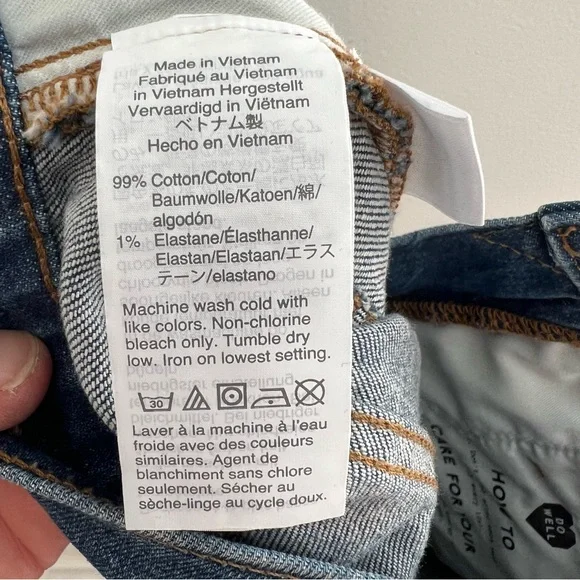 Made in Vietnam
Fabriqué au Vietnam
in Vietnam Hergestellt
Vervaardigd in Viëtnam
ベトナム製
Hecho en Vietnam
99% Cotton/Coton/
Baumwolle/Katoen/綿/
algodón
1% Elastane/Élasthanne/
Elastan/Elastaan/エラス
テーン/elastano
Machine wash cold with
like colors. Non-chlorine
bleach only. Tumble dry
low. Iron on lowest setting.
30
Laver à la machine à l'eau
froide avec des couleurs
similaires. Agent de
blanchiment sans chlore
seulement. Sécher au
sèche-linge au cycle doux.
HOW TO
CARE FOR YOUR
DO
WELL